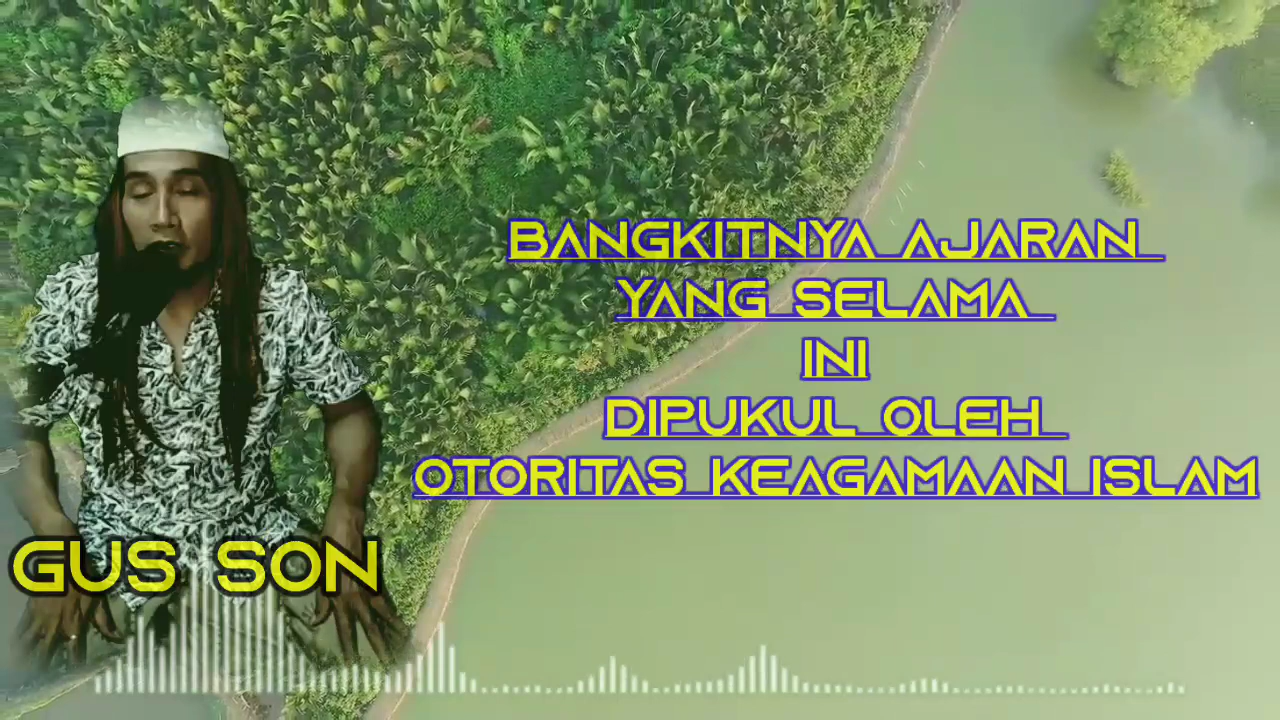 BANGKITNYA AJARAN
YANG SELAMA
INI
DIPUKUL OLEH
OTORITAS KEAGAMAAN ISLAM
GUS SON